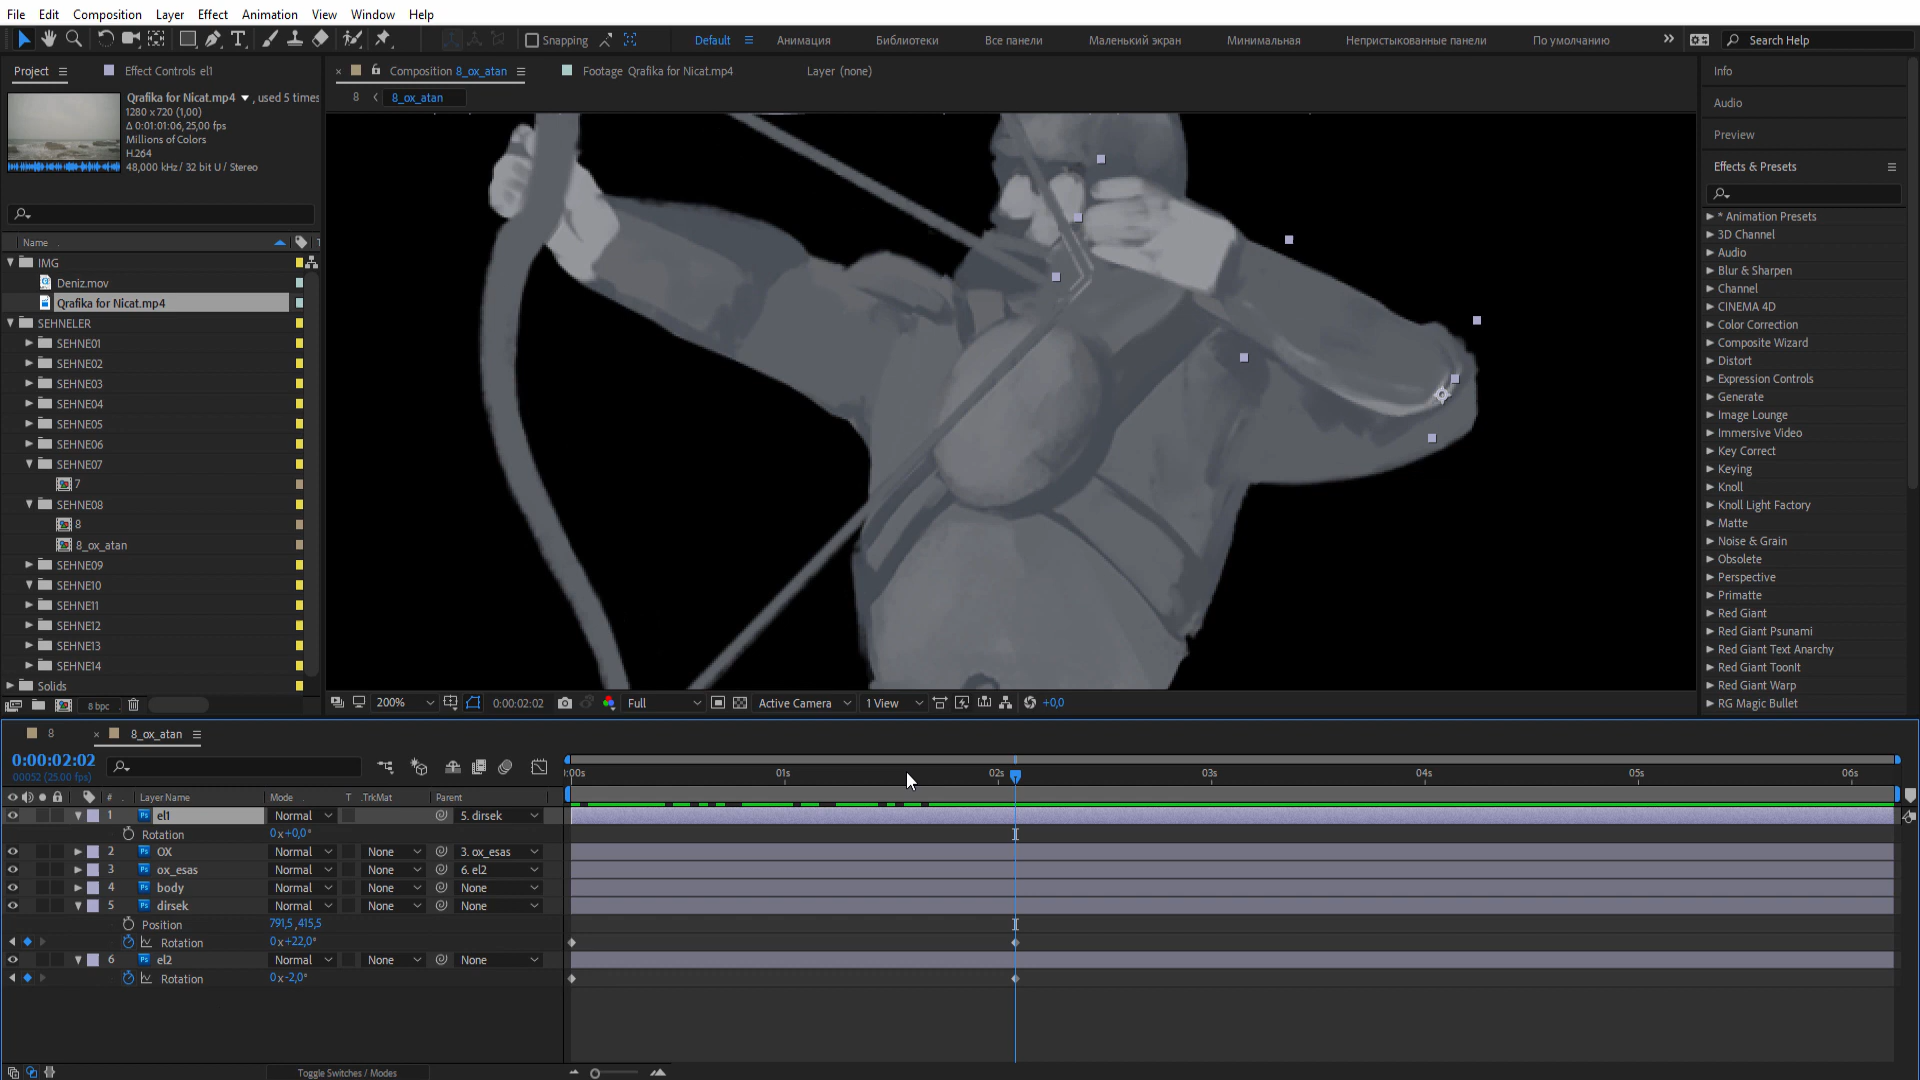 File Edit Composition Layer Effect Animation View Window Help
Snapping Default Анимация Библиотеки Все панели Маленький экран Минимальная Непристыкованные панели По умолчанию Search Help
Project Effect Controls el1 Composition 8_ox_atan Footage Qrafika for Nicat.mp4 Layer (none)
8 8_ox_atan
Qrafika for Nicat.mp4 , used 5 times
1280 x 720 (1,00)
Δ 0:01:01:06, 25,00 fps
Millions of Colors
H.264
48,000 kHz / 32 bit U / Stereo
Name
IMG
Deniz.mov
Qrafika for Nicat.mp4
SEHNELER
SEHNE01
SEHNE02
SEHNE03
SEHNE04
SEHNE05
SEHNE06
SEHNE07
7
SEHNE08
8
8_ox_atan
SEHNE09
SEHNE10
SEHNE11
SEHNE12
SEHNE13
SEHNE14
Solids
8 bpc
200% 0:00:02:02 Full Active Camera 1 View +0,0
Info
Audio
Preview
Effects & Presets
* Animation Presets
3D Channel
Audio
Blur & Sharpen
Channel
CINEMA 4D
Color Correction
Composite Wizard
Distort
Expression Controls
Generate
Image Lounge
Immersive Video
Key Correct
Keying
Knoll
Knoll Light Factory
Matte
Noise & Grain
Obsolete
Perspective
Primatte
Red Giant
Red Giant Psunami
Red Giant Text Anarchy
Red Giant ToonIt
Red Giant Warp
RG Magic Bullet
8 8_ox_atan
0:00:02:02
00052 (25.00 fps)
:00s 01s 02s 03s 04s 05s 06s
# Layer Name Mode T .TrkMat Parent
1 el1 Normal 5. dirsek
Rotation 0x+0,0°
2 OX Normal None 3. ox_esas
3 ox_esas Normal None 6. el2
4 body Normal None None
5 dirsek Normal None None
Position 791,5,415,5
Rotation 0x+22,0°
6 el2 Normal None None
Rotation 0x-2,0°
Toggle Switches / Modes